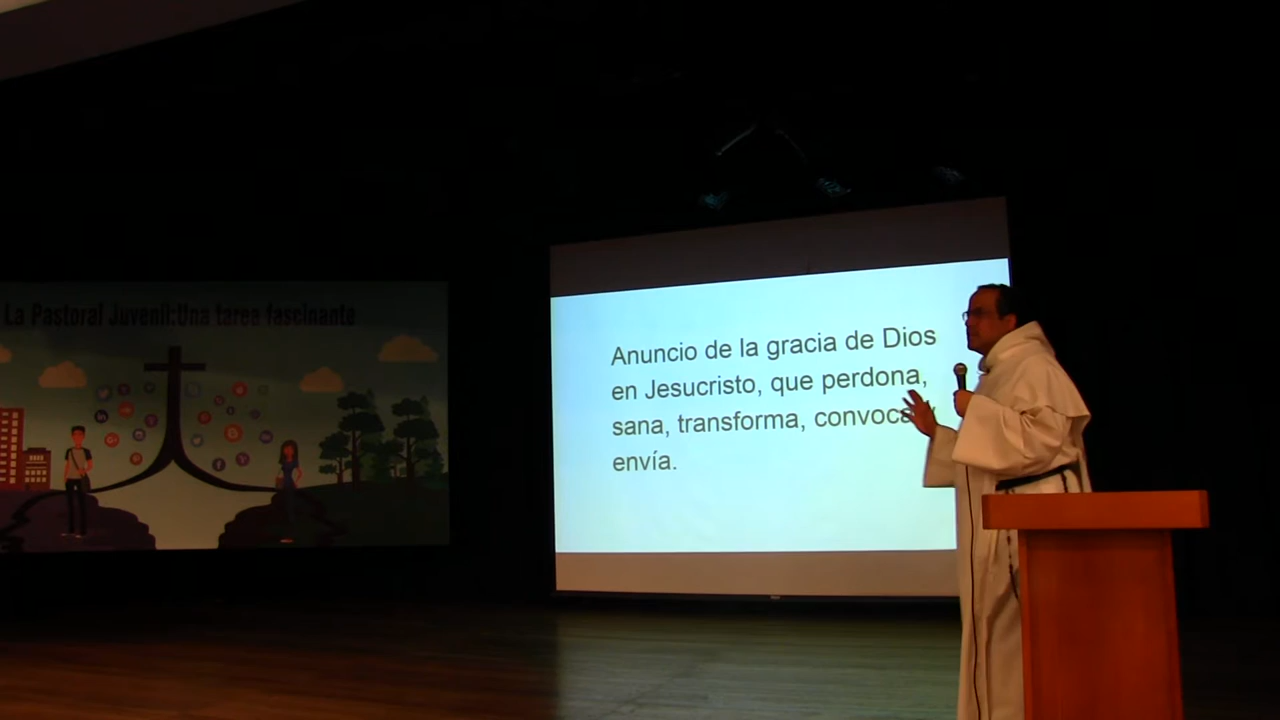 La Pastoral Juvenil:Una tarea fascinante
Anuncio de la gracia de Dios
en Jesucristo, que perdona,
sana, transforma, convoca y
envía.